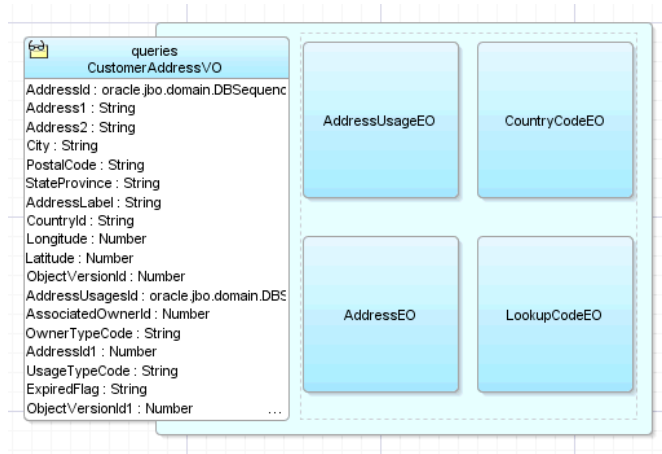 queries
CustomerAddressVO
AddressId : oracle.jbo.domain.DBSequenc
Address1 : String
Address2 : String
City : String
PostalCode : String
StateProvince : String
AddressLabel : String
CountryId : String
Longitude : Number
Latitude : Number
ObjectVersionId : Number
AddressUsagesId : oracle.jbo.domain.DBS
AssociatedOwnerId : Number
OwnerTypeCode : String
AddressId1 : Number
UsageTypeCode : String
ExpiredFlag : String
ObjectVersionId1 : Number ...
AddressUsageEO
CountryCodeEO
AddressEO
LookupCodeEO